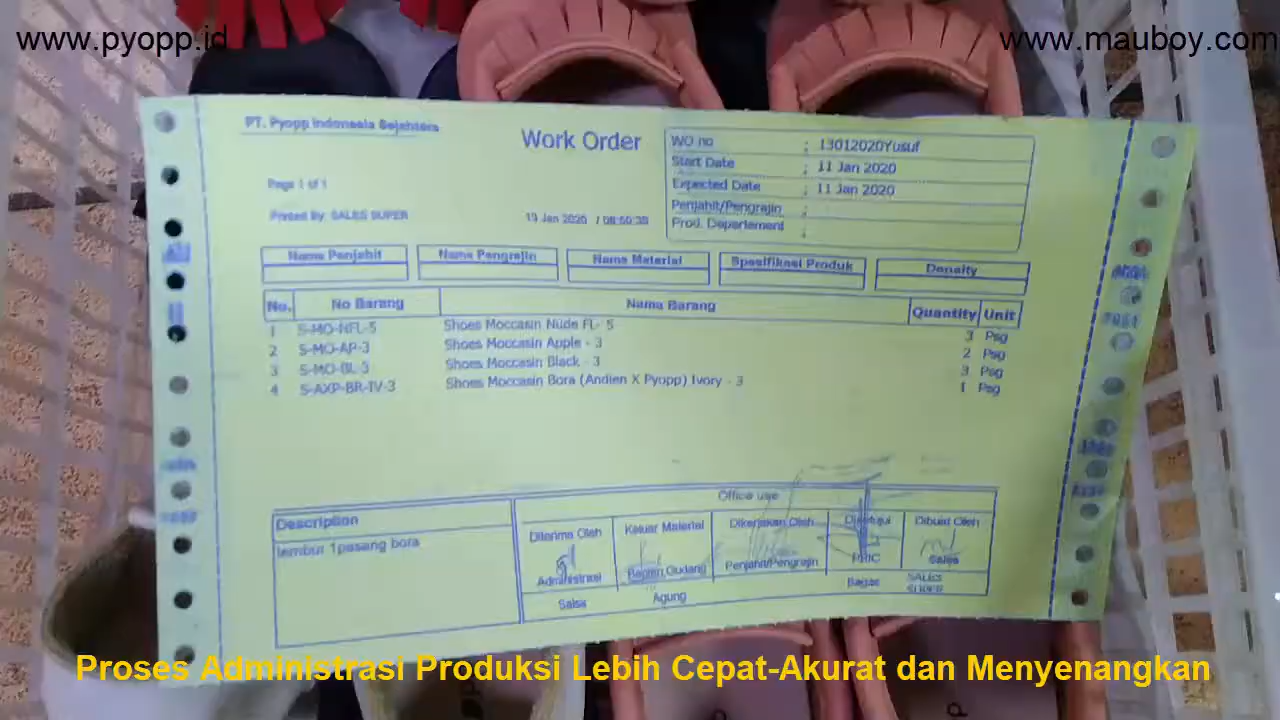 www.pyopp.id
www.mauboy.com
PT. Pyopp Indonesia Sejahtera
Work Order
WO no : 13012020Yusuf
Start Date : 11 Jan 2020
Expected Date : 11 Jan 2020
Penjahit/Pengrajin :
Prod. Departement :
Page 1 of 1
Printed By: SALES SUPER
13 Jan 2020
Nama Penjahit
Nama Pengrajin
Nama Material
Spesifikasi Produk
Density
No. No Barang Nama Barang Quantity Unit
1 S-MO-NFL-5 Shoes Moccasin Nude FL- 5 3 Psg
2 S-MO-AP-3 Shoes Moccasin Apple - 3 2 Psg
3 S-MO-BL-3 Shoes Moccasin Black - 3 3 Psg
4 S-AXP-BR-IV-3 Shoes Moccasin Bora (Andien X Pyopp) Ivory - 3 1 Psg
Description
lembur 1pasang bora
Office use
Diterima Oleh Keluar Material Dikerjakan Oleh Disetujui Dibuat Oleh
Administrasi Bagian Gudang Penjahit/Pengrajin PPIC Sales
Salsa Agung Bagas SALES SUPER
Proses Administrasi Produksi Lebih Cepat-Akurat dan Menyenangkan